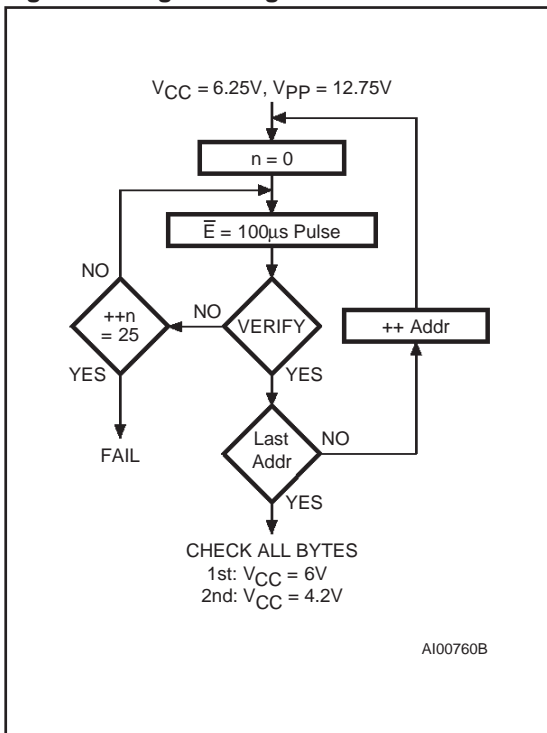 VCC = 6.25V, VPP = 12.75V
n = 0
E̅ = 100µs Pulse
NO
++n
= 25
NO
VERIFY
++ Addr
YES
YES
FAIL
Last
Addr
NO
YES
CHECK ALL BYTES
1st: VCC = 6V
2nd: VCC = 4.2V
AI00760B